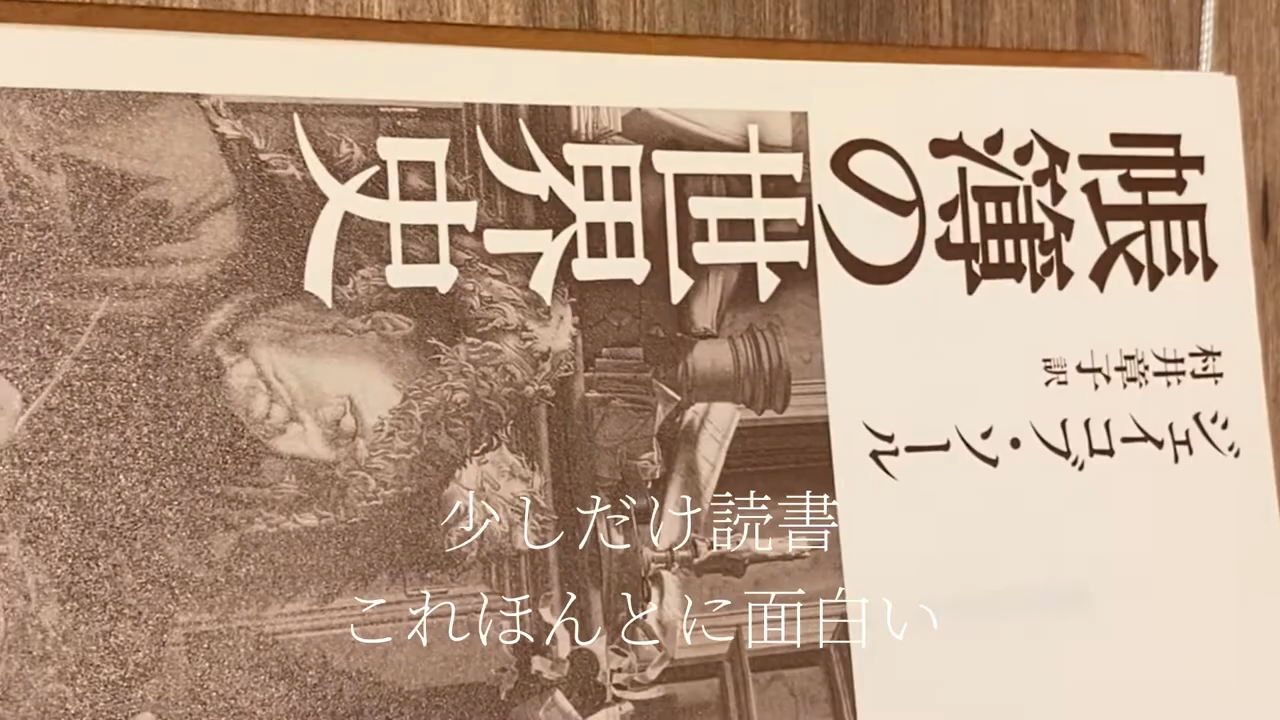 帳簿の世界史
村井章子 訳
ジェイコブ・ソール
少しだけ読書
これほんとに面白い